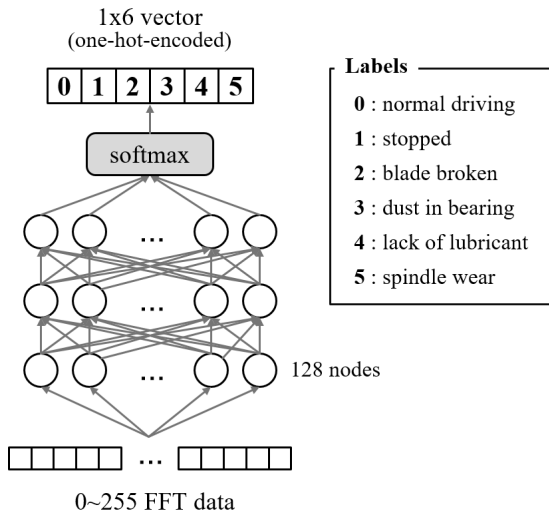 1x6 vector
(one-hot-encoded)
0 1 2 3 4 5
softmax
...
...
...
128 nodes
...
0~255 FFT data
Labels
0 : normal driving
1 : stopped
2 : blade broken
3 : dust in bearing
4 : lack of lubricant
5 : spindle wear